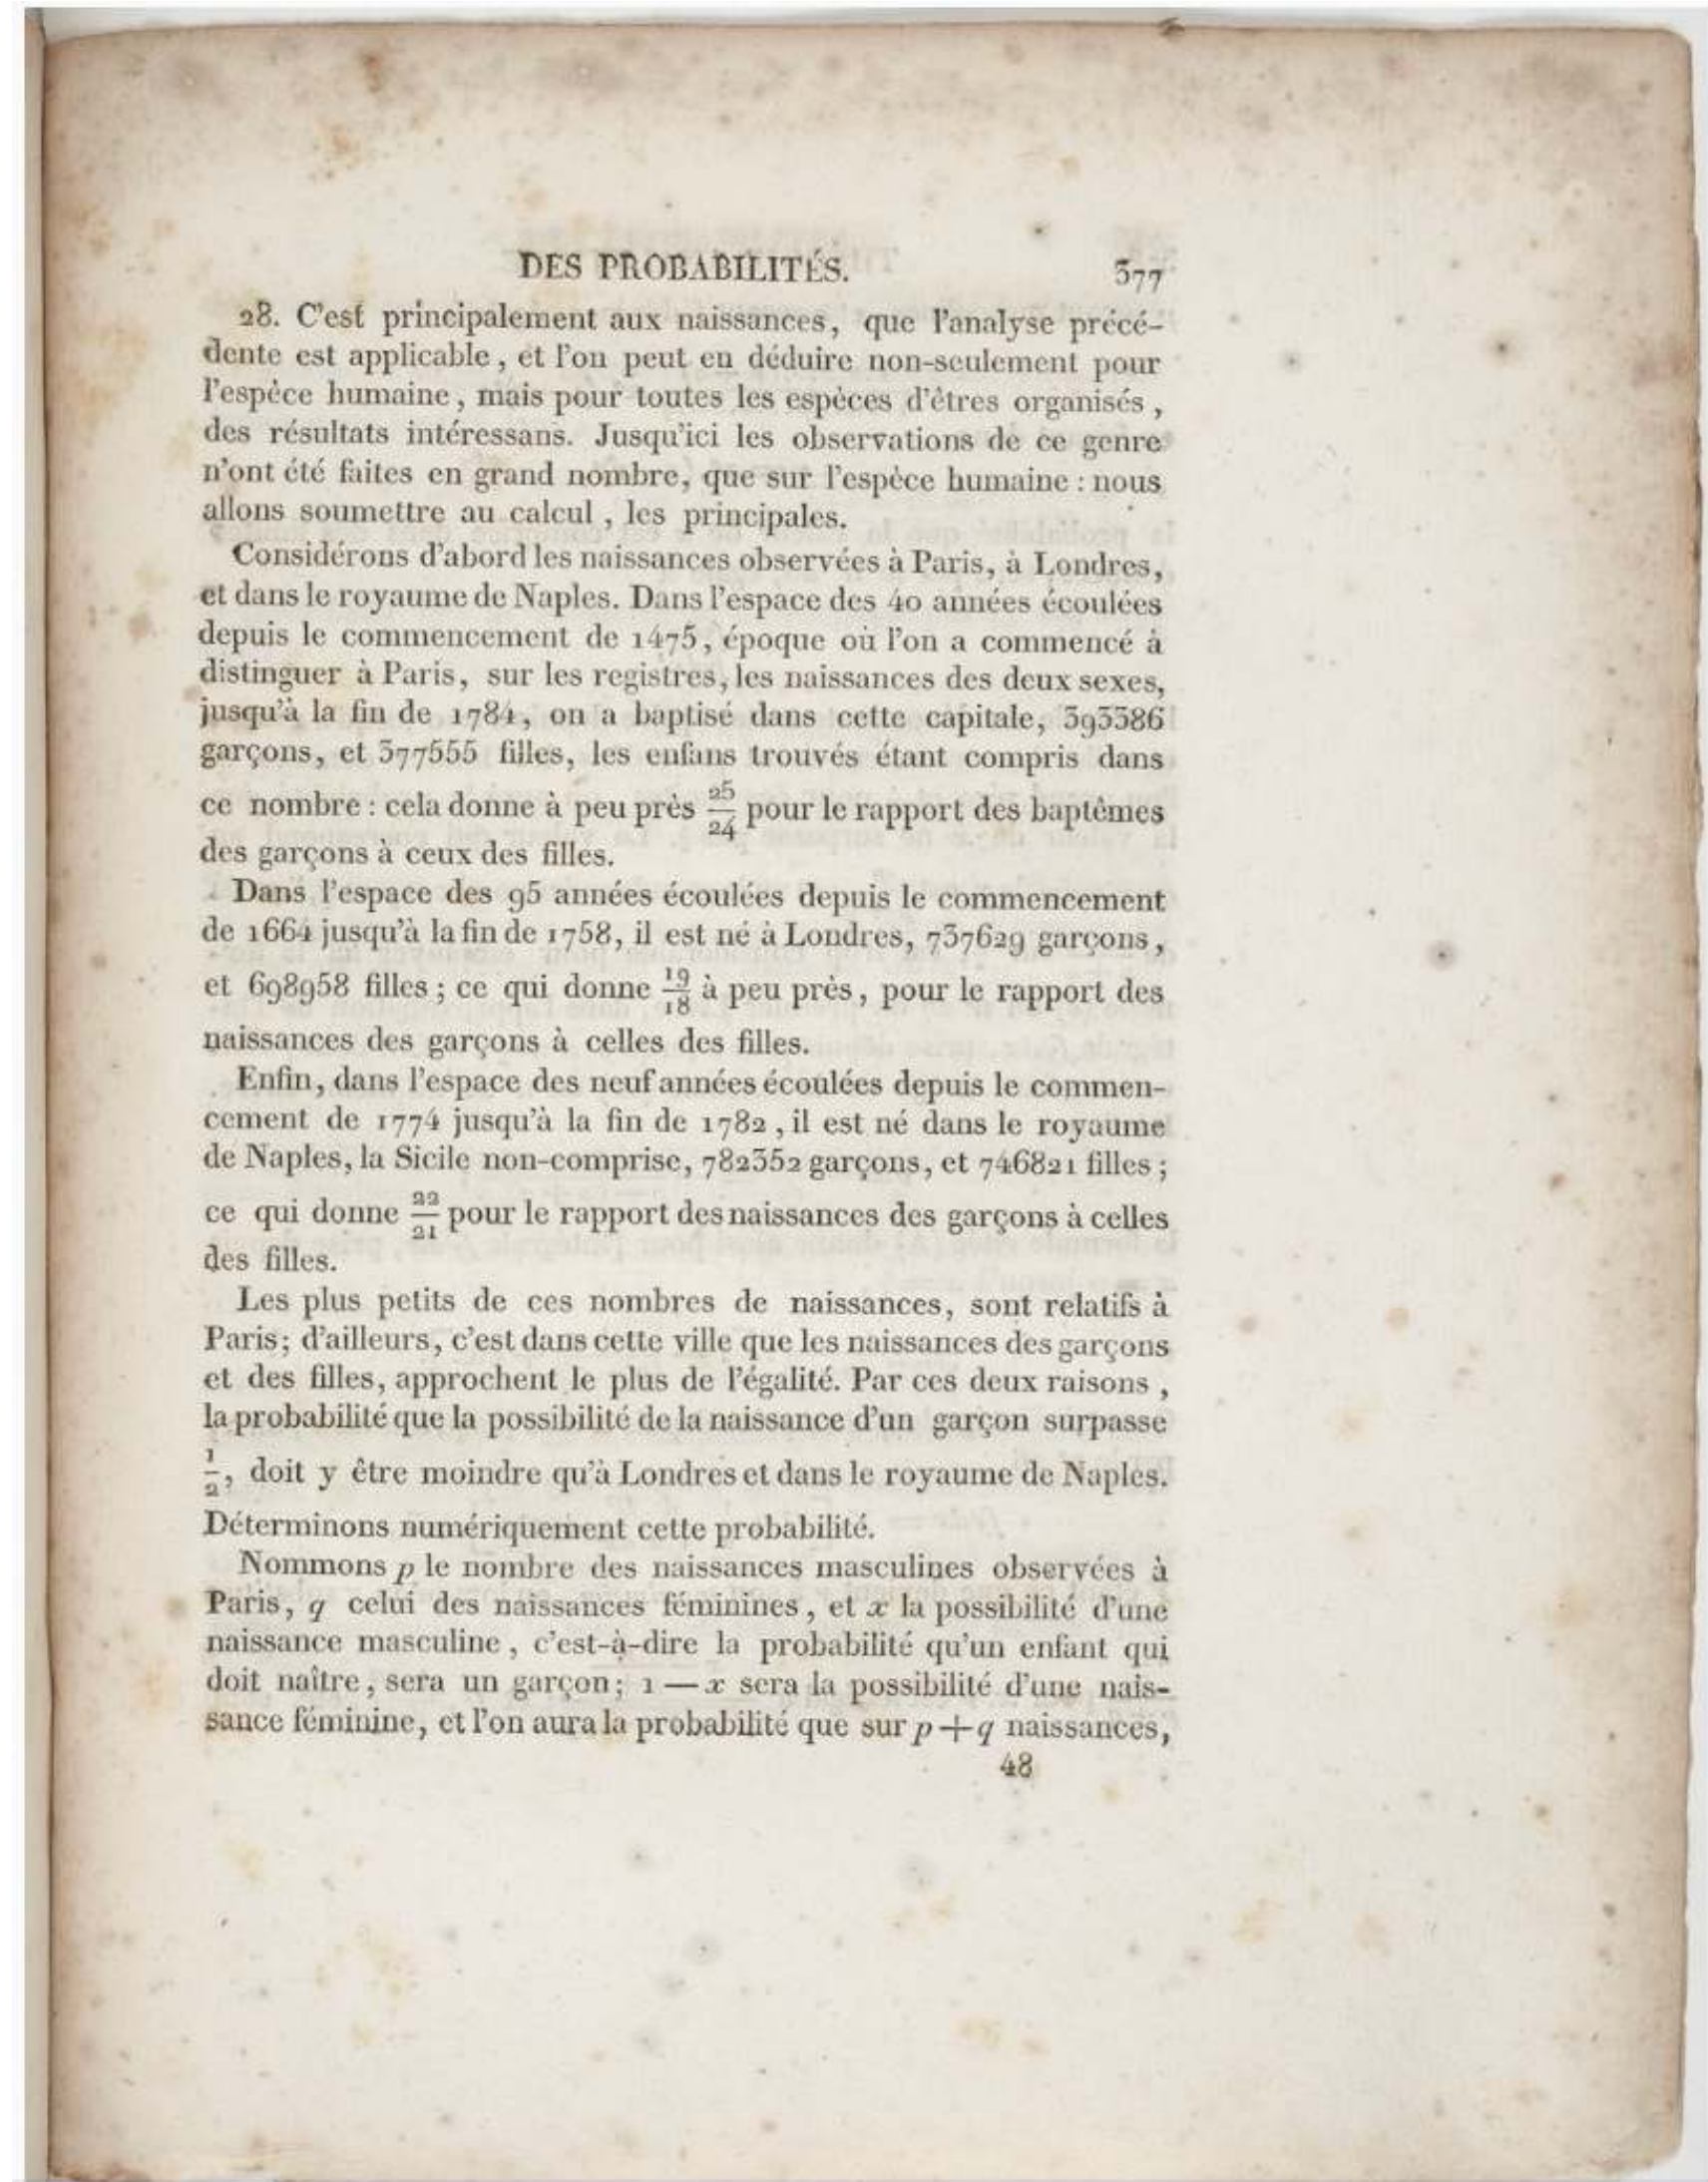 DES PROBABILITÉS. 377
28. C'est principalement aux naissances, que l'analyse précé-
dente est applicable, et l'on peut en déduire non-seulement pour
l'espèce humaine, mais pour toutes les espèces d'êtres organisés,
des résultats intéressans. Jusqu'ici les observations de ce genre
n'ont été faites en grand nombre, que sur l'espèce humaine : nous
allons soumettre au calcul, les principales.
Considérons d'abord les naissances observées à Paris, à Londres,
et dans le royaume de Naples. Dans l'espace des 40 années écoulées
depuis le commencement de 1475, époque où l'on a commencé à
distinguer à Paris, sur les registres, les naissances des deux sexes,
jusqu'à la fin de 1784, on a baptisé dans cette capitale, 393386
garçons, et 377555 filles, les enfans trouvés étant compris dans
ce nombre : cela donne à peu près 25/24 pour le rapport des baptêmes
des garçons à ceux des filles.
Dans l'espace des 95 années écoulées depuis le commencement
de 1664 jusqu'à la fin de 1758, il est né à Londres, 737629 garçons,
et 698958 filles ; ce qui donne 19/18 à peu près, pour le rapport des
naissances des garçons à celles des filles.
Enfin, dans l'espace des neuf années écoulées depuis le commen-
cement de 1774 jusqu'à la fin de 1782, il est né dans le royaume
de Naples, la Sicile non-comprise, 782352 garçons, et 746821 filles ;
ce qui donne 22/21 pour le rapport des naissances des garçons à celles
des filles.
Les plus petits de ces nombres de naissances, sont relatifs à
Paris ; d'ailleurs, c'est dans cette ville que les naissances des garçons
et des filles, approchent le plus de l'égalité. Par ces deux raisons,
la probabilité que la possibilité de la naissance d'un garçon surpasse
1/2, doit y être moindre qu'à Londres et dans le royaume de Naples.
Déterminons numériquement cette probabilité.
Nommons p le nombre des naissances masculines observées à
Paris, q celui des naissances féminines, et x la possibilité d'une
naissance masculine, c'est-à-dire la probabilité qu'un enfant qui
doit naître, sera un garçon ; 1 — x sera la possibilité d'une nais-
sance féminine, et l'on aura la probabilité que sur p + q naissances,
48